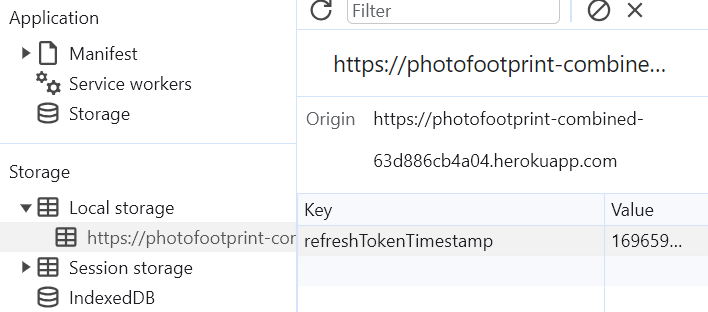 Application
Manifest
Service workers
Storage
Storage
Local storage
https://photofootprint-cor
Session storage
IndexedDB
Filter
https://photofootprint-combine...
Origin https://photofootprint-combined-
63d886cb4a04.herokuapp.com
Key Value
refreshTokenTimestamp 169659...